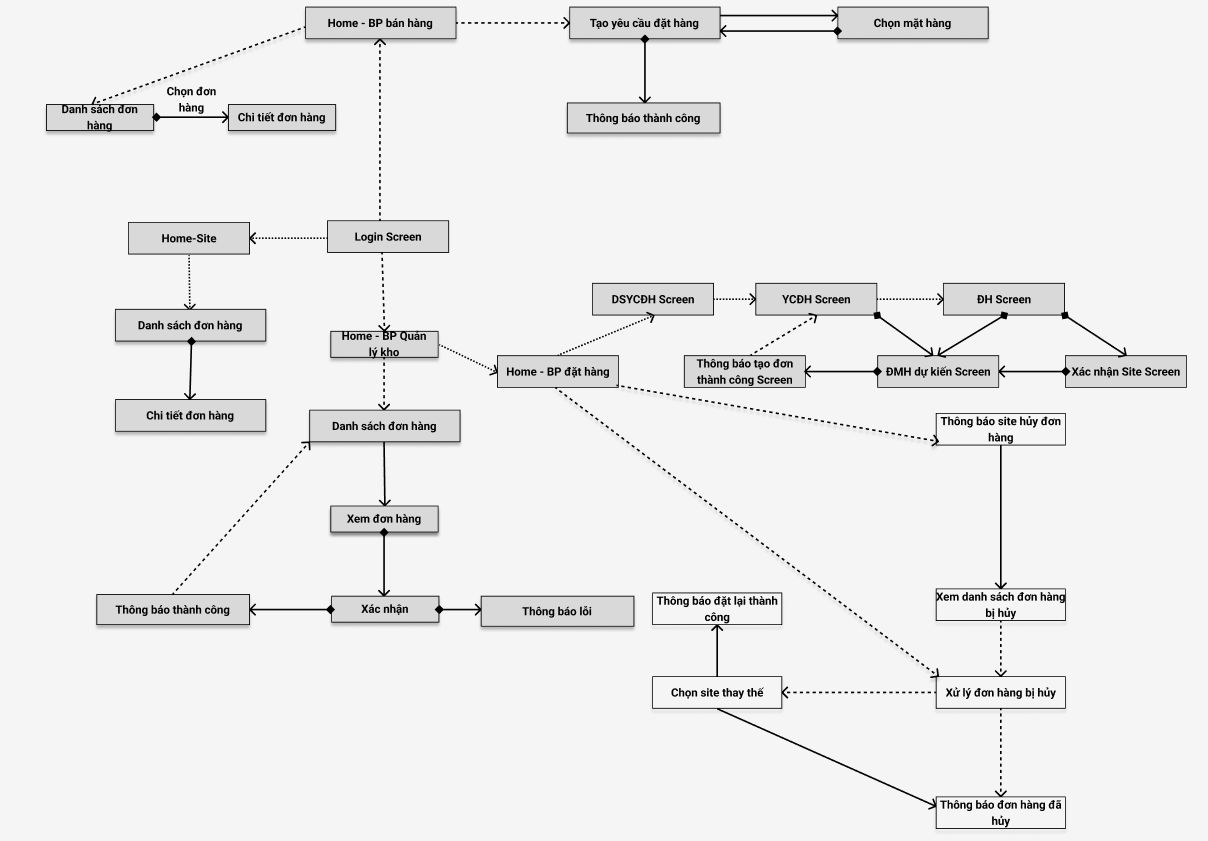 Home - BP bán hàng
Tạo yêu cầu đặt hàng
Chọn mặt hàng
Chọn đơn
hàng
Danh sách đơn
hàng
Chi tiết đơn hàng
Thông báo thành công
Home-Site
Login Screen
Danh sách đơn hàng
Chi tiết đơn hàng
Home - BP Quản
lý kho
DSYCĐH Screen
YCĐH Screen
ĐH Screen
Home - BP đặt hàng
Thông báo tạo đơn
thành công Screen
ĐMH dự kiến Screen
Xác nhận Site Screen
Danh sách đơn hàng
Thông báo site hủy đơn
hàng
Xem đơn hàng
Thông báo thành công
Xác nhận
Thông báo lỗi
Thông báo đặt lại thành
công
Xem danh sách đơn hàng
bị hủy
Chọn site thay thế
Xử lý đơn hàng bị hủy
Thông báo đơn hàng đã
hủy